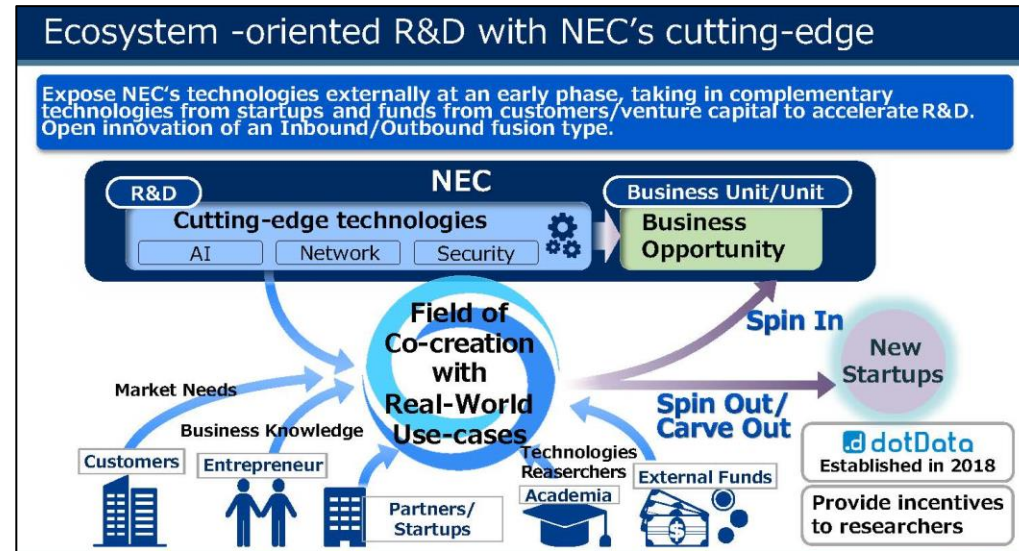 Ecosystem -oriented R&D with NEC's cutting-edge
Expose NEC's technologies externally at an early phase, taking in complementary
technologies from startups and funds from customers/venture capital to accelerate R&D.
Open innovation of an Inbound/Outbound fusion type.
NEC
R&D
Business Unit/Unit
Cutting-edge technologies
AI
Network
Security
Business
Opportunity
Field of
Co-creation
with
Real-World
Use-cases
Spin In
New
Startups
Spin Out/
Carve Out
Market Needs
Business Knowledge
Customers
Entrepreneur
Partners/
Startups
Technologies
Reaserchers
Academia
External Funds
.d dotData
Established in 2018
Provide incentives
to researchers
$